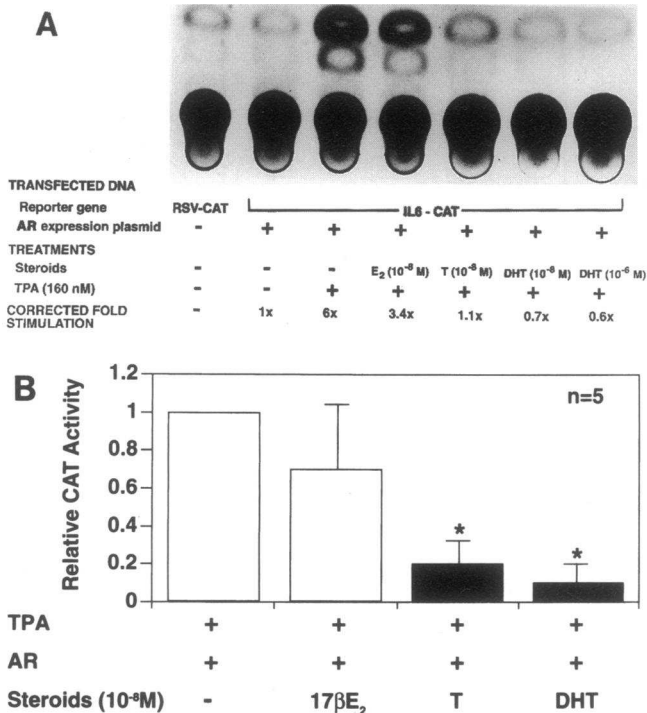 A
TRANSFECTED DNA
Reporter gene RSV-CAT IL6 - CAT
AR expression plasmid - + + + + + +
TREATMENTS
Steroids - - - E₂ (10⁻⁸ M) T (10⁻⁸ M) DHT (10⁻⁸ M) DHT (10⁻⁶ M)
TPA (160 nM) - - + + + + +
CORRECTED FOLD - 1x 6x 3.4x 1.1x 0.7x 0.6x
STIMULATION
B
n=5
Relative CAT Activity
1.2
1
0.8
0.6
0.4
0.2
0
* *
TPA + + + +
AR + + + +
Steroids (10⁻⁸M) - 17βE₂ T DHT